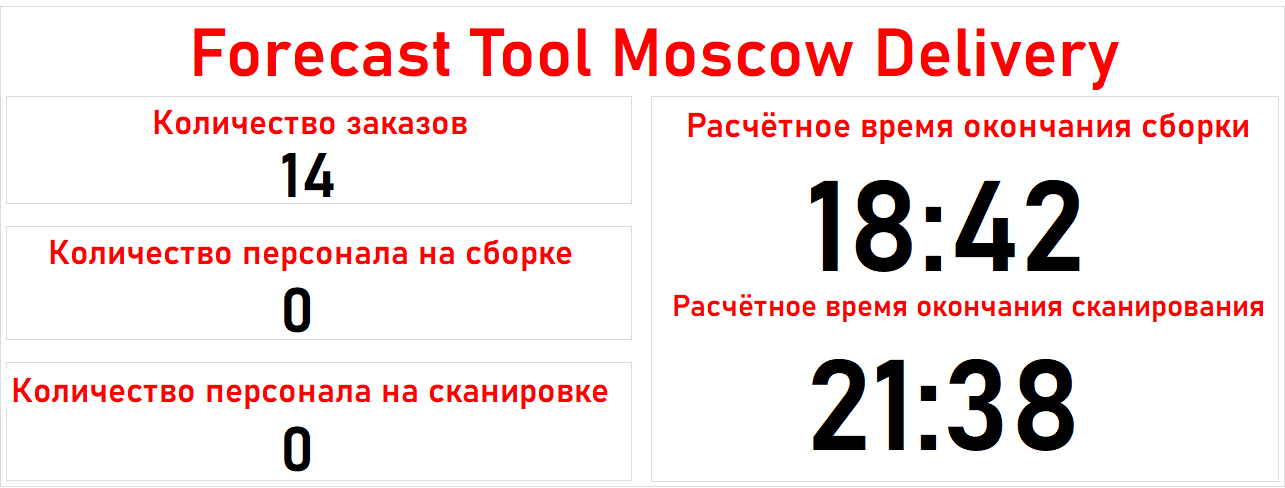 Forecast Tool Moscow Delivery
Количество заказов
14
Количество персонала на сборке
0
Количество персонала на сканировке
0
Расчётное время окончания сборки
18:42
Расчётное время окончания сканирования
21:38